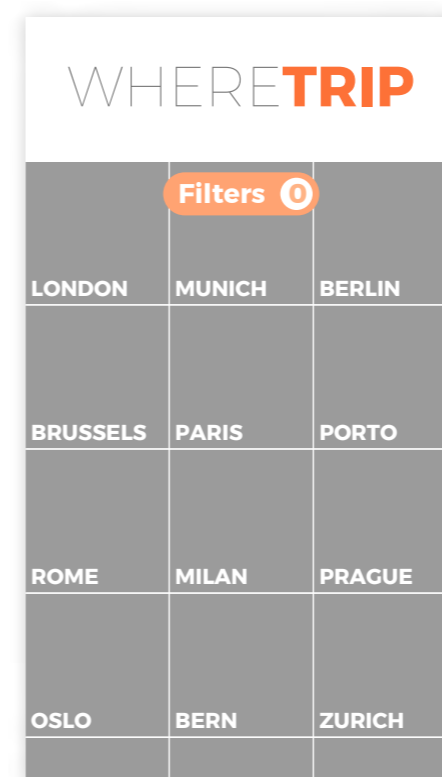 WHERETRIP
Filters 0
LONDON MUNICH BERLIN
BRUSSELS PARIS PORTO
ROME MILAN PRAGUE
OSLO BERN ZURICH